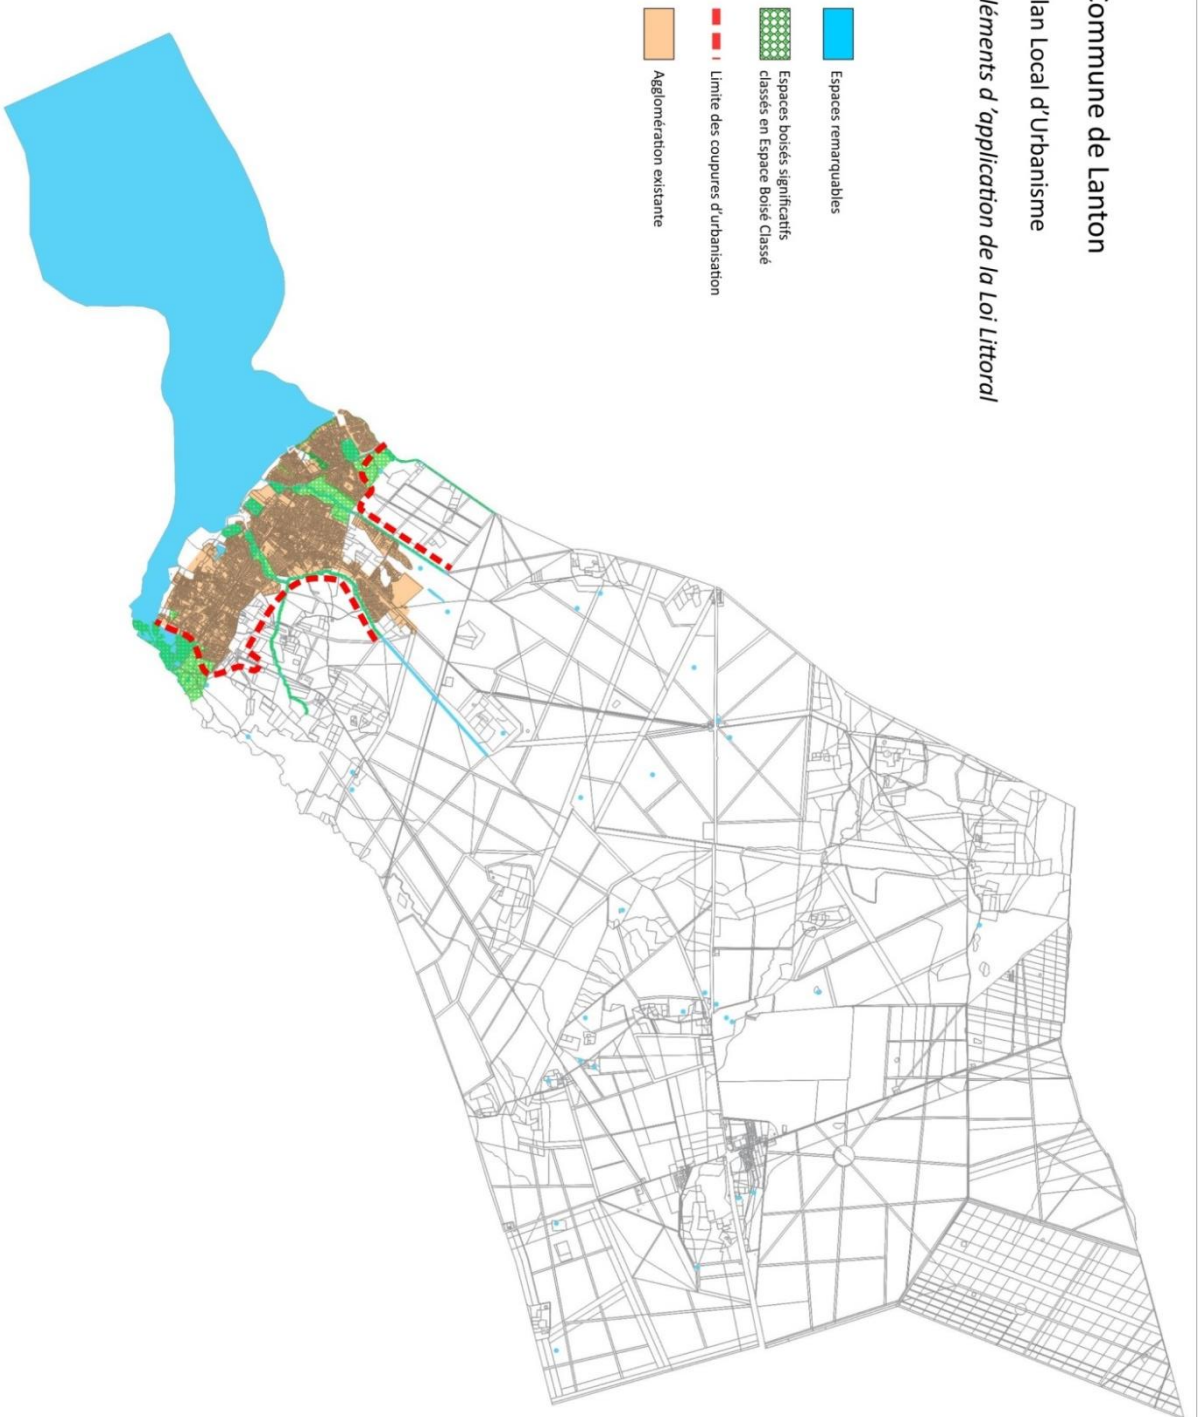 ommune de Lanton
lan Local d'Urbanisme
léments d 'application de la Loi Littoral
Espaces remarquables
Espaces boisés significatifs
classés en Espace Boisé Classé
Limite des coupures d'urbanisation
Agglomération existante